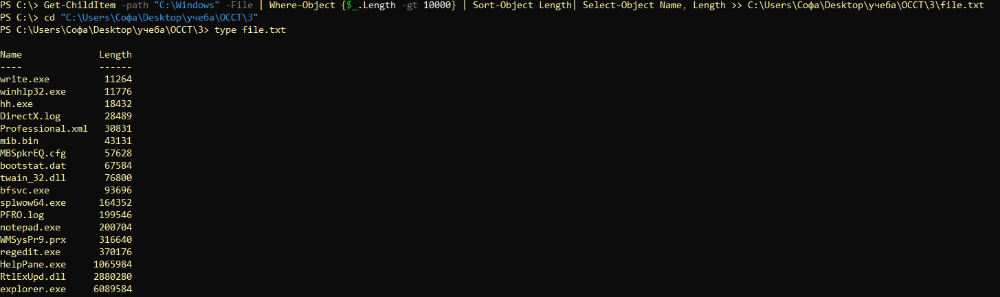 PS C:\> Get-ChildItem -path "C:\Windows" -File | Where-Object {$_.Length -gt 10000} | Sort-Object Length| Select-Object Name, Length >> C:\Users\Софа\Desktop\учеба\ОССТ\3\file.txt
PS C:\> cd "C:\Users\Софа\Desktop\учеба\ОССТ\3"
PS C:\Users\Софа\Desktop\учеба\ОССТ\3> type file.txt
Name Length
---- ------
write.exe 11264
winhlp32.exe 11776
hh.exe 18432
DirectX.log 28489
Professional.xml 30831
mib.bin 43131
MBSpkrEQ.cfg 57628
bootstat.dat 67584
twain_32.dll 76800
bfsvc.exe 93696
splwow64.exe 164352
PFRO.log 199546
notepad.exe 200704
WMSysPr9.prx 316640
regedit.exe 370176
HelpPane.exe 1065984
RtlExUpd.dll 2880280
explorer.exe 6089584